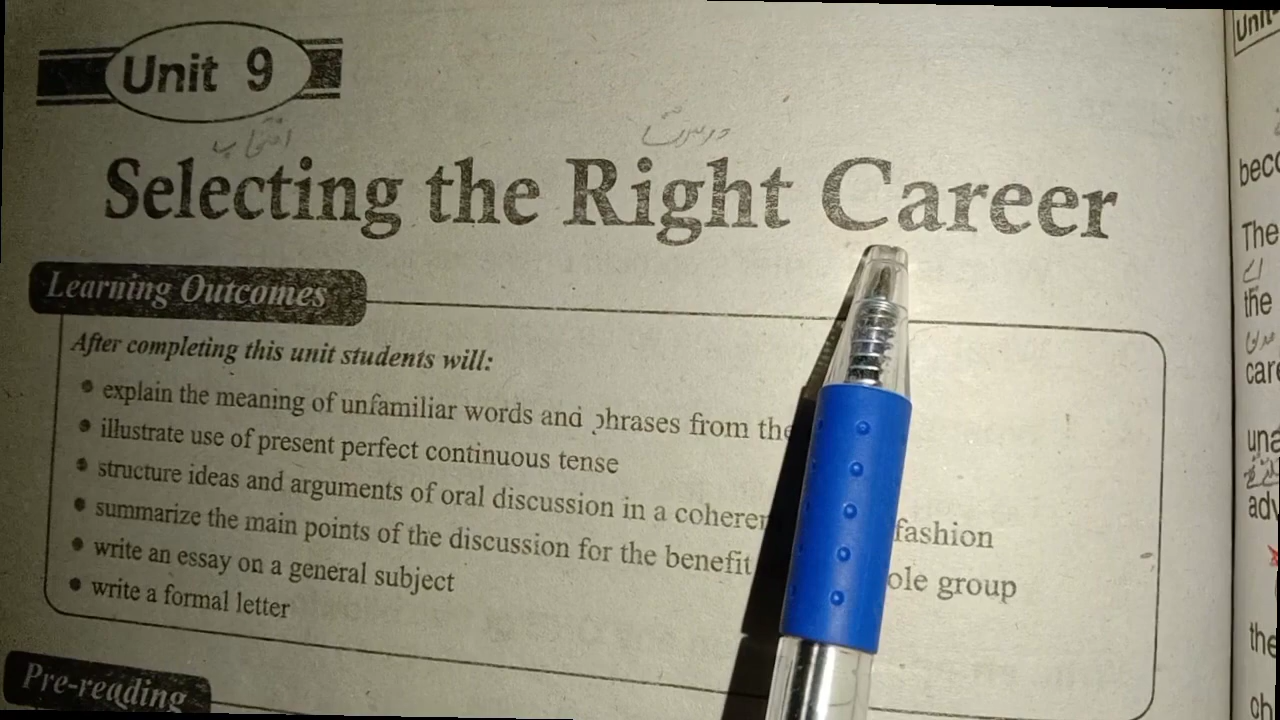 Unit 9
انتخاب درست
Selecting the Right Career
Learning Outcomes
After completing this unit students will:
• explain the meaning of unfamiliar words and phrases from the
• illustrate use of present perfect continuous tense
• structure ideas and arguments of oral discussion in a coheren fashion
• summarize the main points of the discussion for the benefit ole group
• write an essay on a general subject
• write a formal letter
Pre-reading
Unit-
beco
The
the
care
una
adv
the
ch